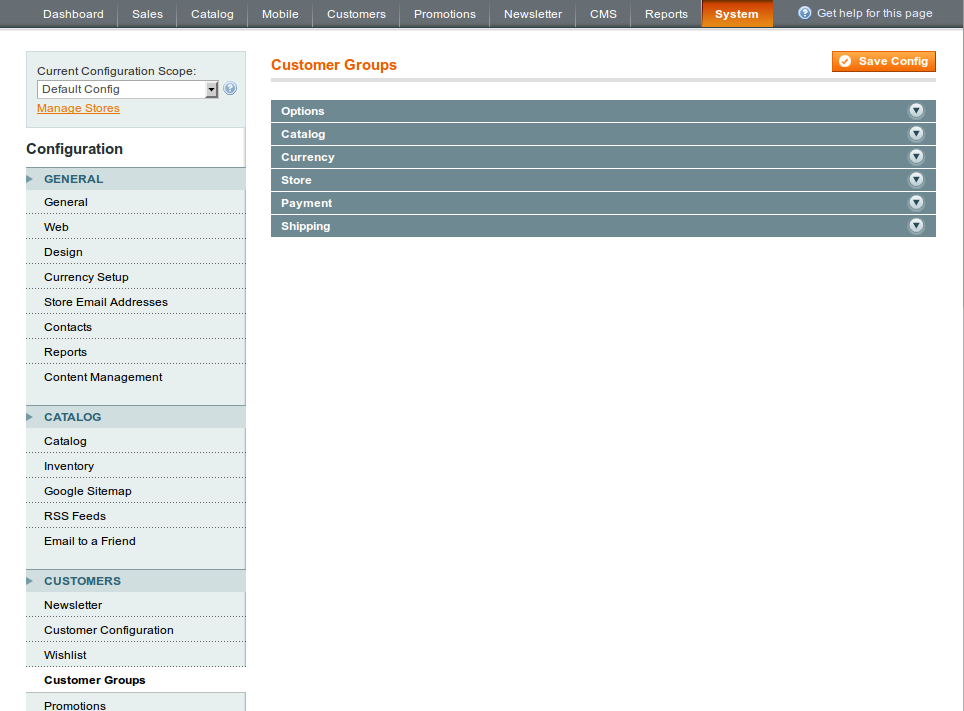 Dashboard Sales Catalog Mobile Customers Promotions Newsletter CMS Reports System Get help for this page
Current Configuration Scope:
Default Config
Manage Stores
Configuration
GENERAL
General
Web
Design
Currency Setup
Store Email Addresses
Contacts
Reports
Content Management
CATALOG
Catalog
Inventory
Google Sitemap
RSS Feeds
Email to a Friend
CUSTOMERS
Newsletter
Customer Configuration
Wishlist
Customer Groups
Promotions
Customer Groups
Save Config
Options
Catalog
Currency
Store
Payment
Shipping